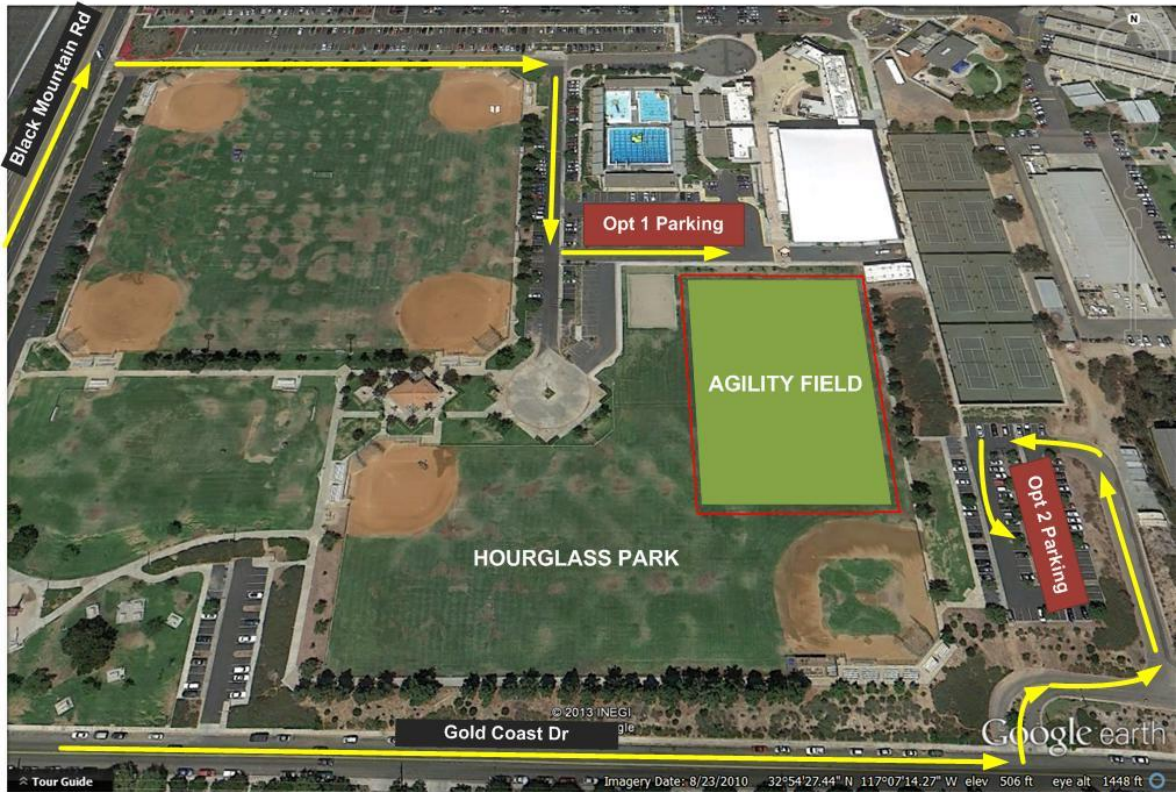 N
Black Mountain Rd
Opt 1 Parking
AGILITY FIELD
Opt 2 Parking
HOURGLASS PARK
© 2013 INEGI
gle
Gold Coast Dr
Google earth
Tour Guide
Imagery Date: 8/23/2010 32°54'27.44" N 117°07'14.27" W elev 506 ft eye alt 1448 ft